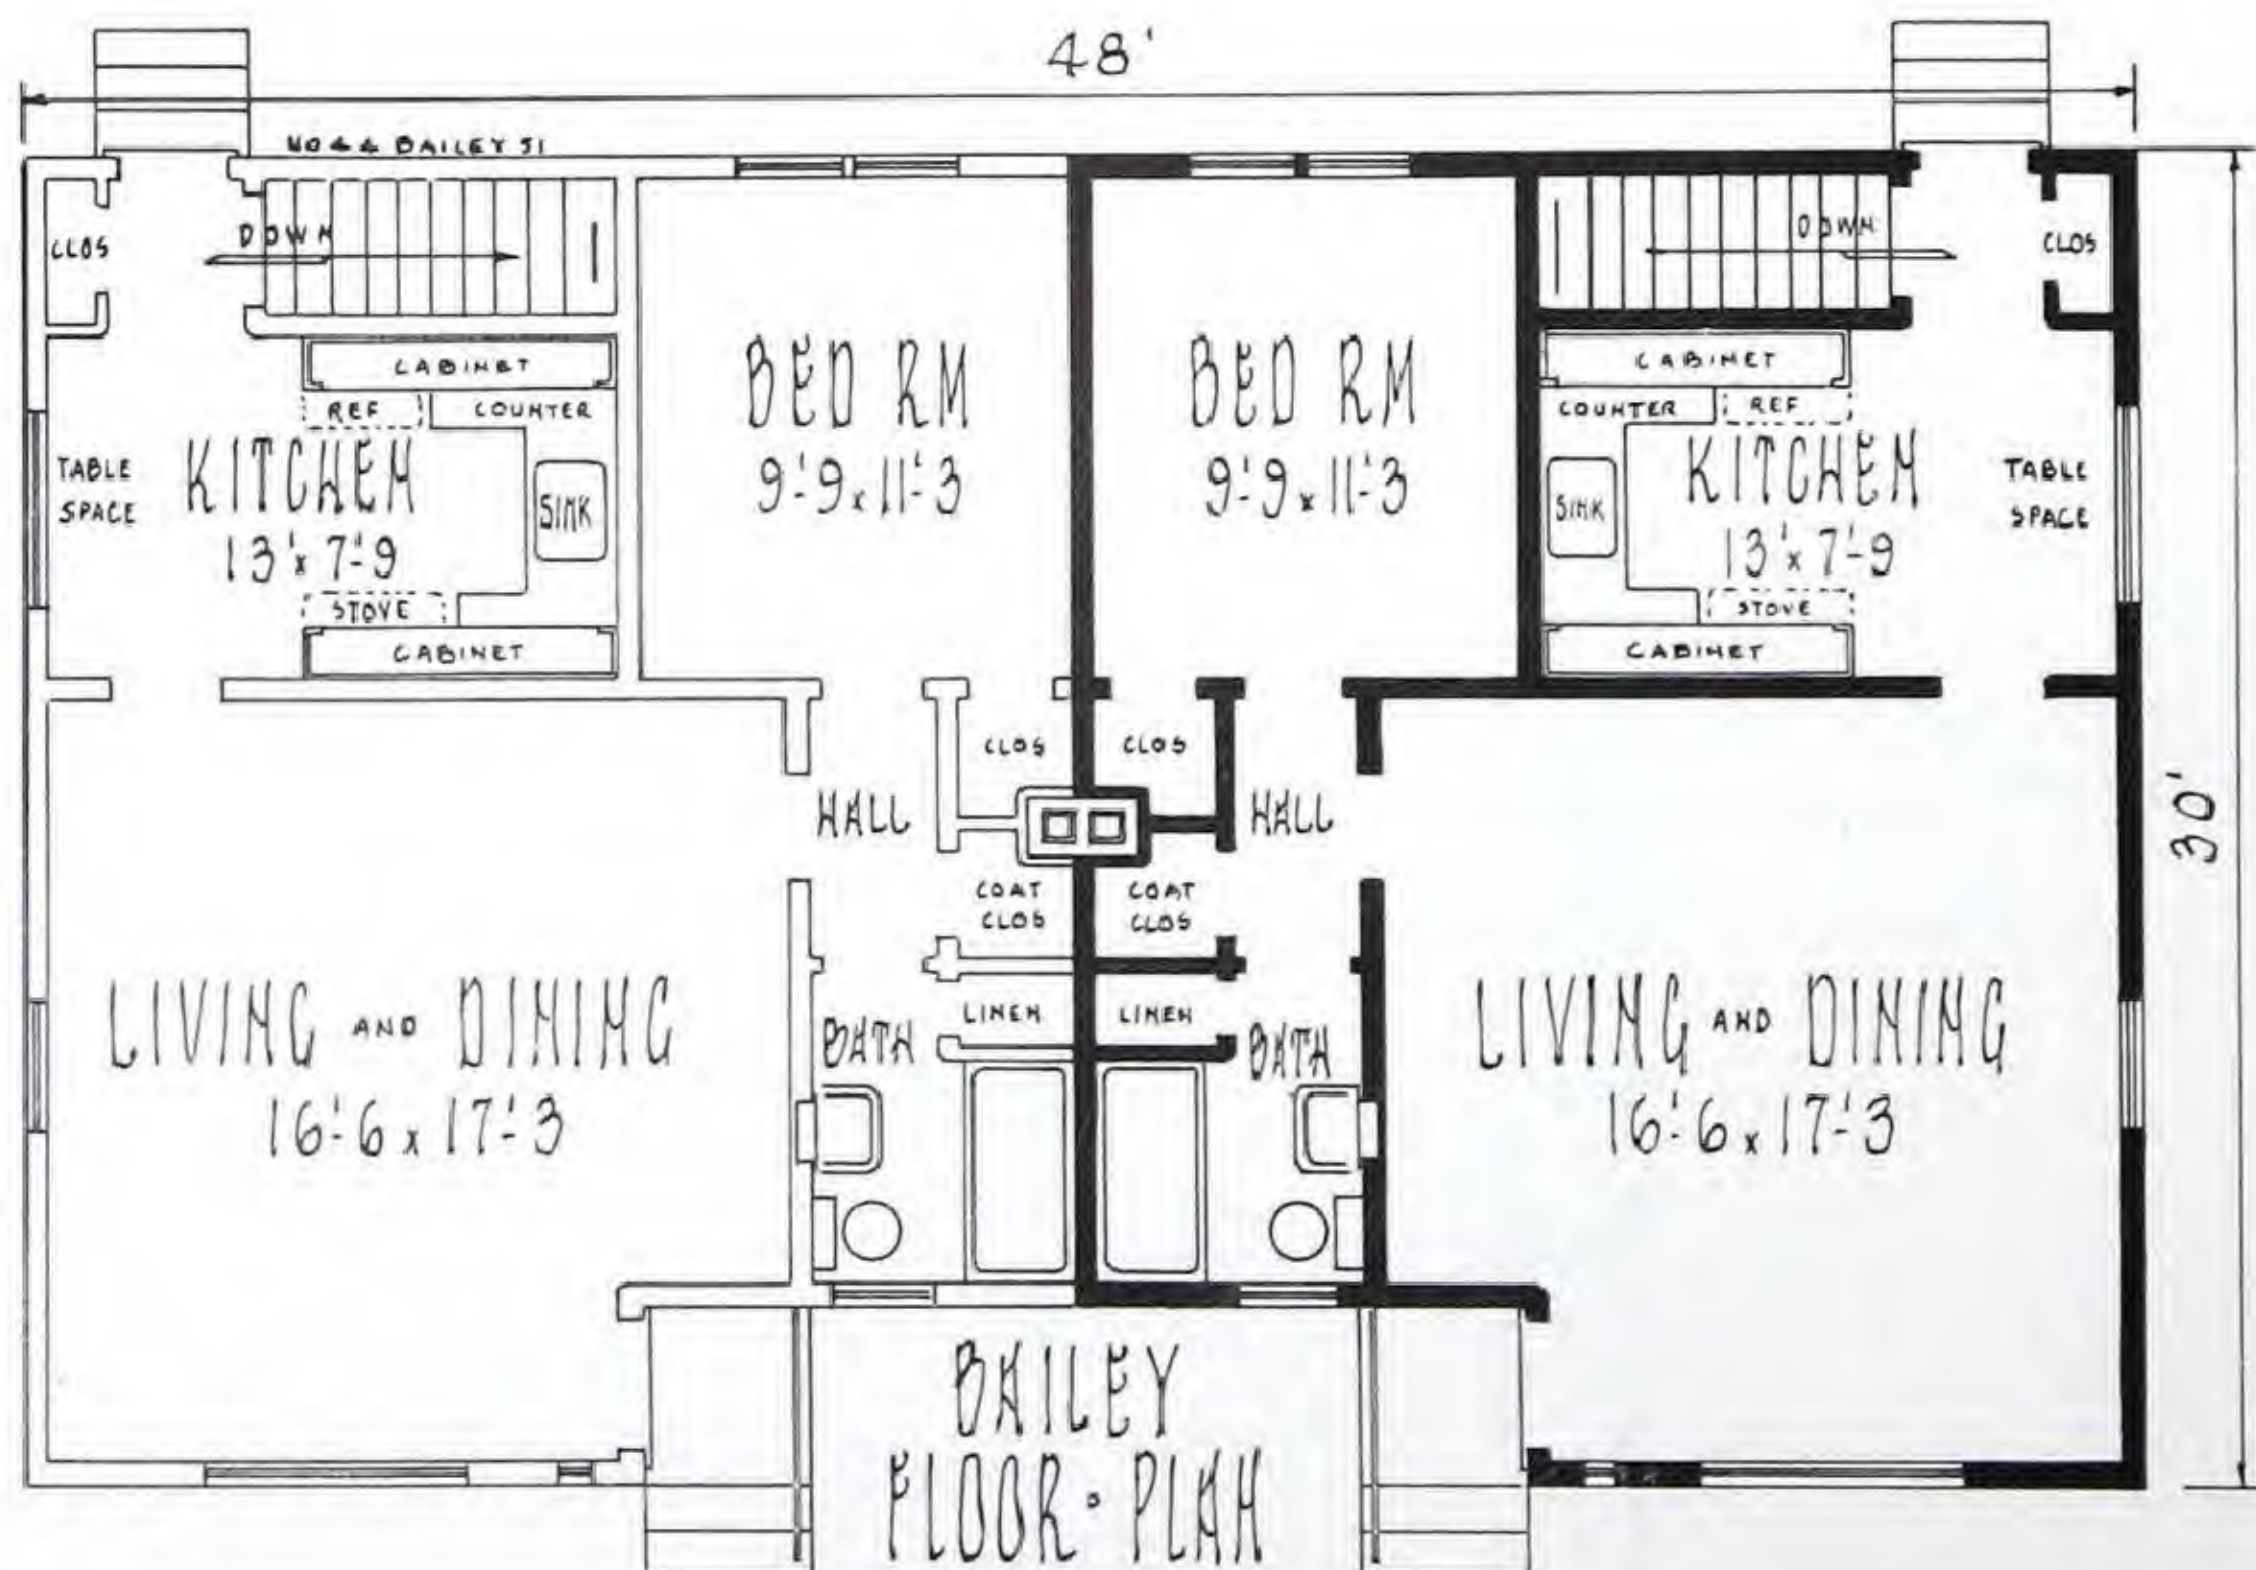 48'
NO 44 BAILEY ST
DOWN
DOWN
CLOS
CLOS
CABINET
CABINET
REF
COUNTER
COUNTER
REF
BED RM
9'-9 x 11'-3
BED RM
9'-9 x 11'-3
TABLE
SPACE
KITCHEN
13' x 7'-9
SINK
SINK
KITCHEN
13' x 7'-9
TABLE
SPACE
STOVE
STOVE
CABINET
CABINET
CLOS
CLOS
HALL
HALL
30'
COAT
CLOS
COAT
CLOS
LINEN
LINEN
BATH
BATH
LIVING AND DINING
16'-6 x 17'-3
LIVING AND DINING
16'-6 x 17'-3
BAILEY
FLOOR - PLAN